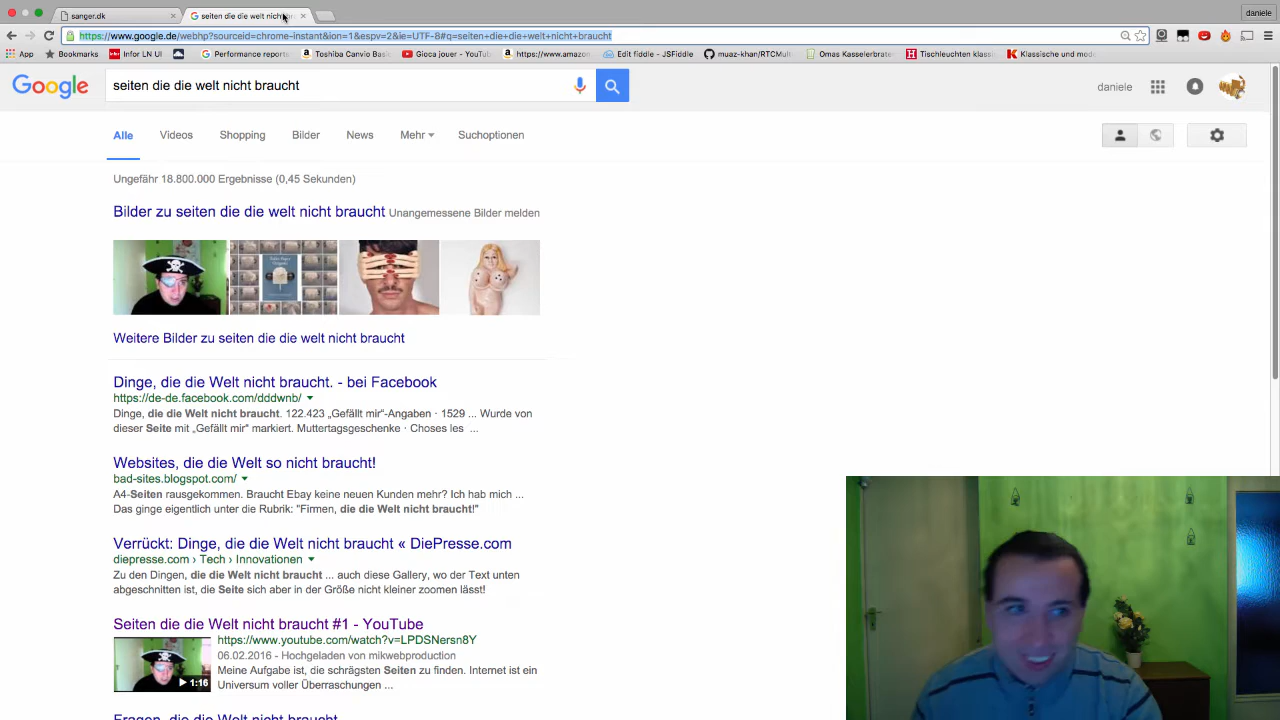 sanger.dk
seiten die die welt nicht br
daniele
https://www.google.de/webhp?sourceid=chrome-instant&ion=1&espv=2&ie=UTF-8#q=seiten+die+die+welt+nicht+braucht
App
Bookmarks
Infor LN UI
Performance reports
Toshiba Canvio Basic
Gioca jouer - YouTube
https://www.amazon
Edit fiddle - JSFiddle
muaz-khan/RTCMult
Omas Kasselerbrate
Tischleuchten klass
Klassische und mod
Google
seiten die die welt nicht braucht
daniele
Alle
Videos
Shopping
Bilder
News
Mehr
Suchoptionen
Ungefähr 18.800.000 Ergebnisse (0,45 Sekunden)
Bilder zu seiten die die welt nicht braucht Unangemessene Bilder melden
Weitere Bilder zu seiten die die welt nicht braucht
Dinge, die die Welt nicht braucht. - bei Facebook
https://de-de.facebook.com/dddwnb/
Dinge, die die Welt nicht braucht. 122.423 „Gefällt mir“-Angaben · 1529 ... Wurde von
dieser Seite mit „Gefällt mir“ markiert. Muttertagsgeschenke · Choses les ...
Websites, die die Welt so nicht braucht!
bad-sites.blogspot.com/
A4-Seiten rausgekommen. Braucht Ebay keine neuen Kunden mehr? Ich hab mich ...
Das ginge eigentlich unter die Rubrik: "Firmen, die die Welt nicht braucht!"
Verrückt: Dinge, die die Welt nicht braucht « DiePresse.com
diepresse.com › Tech › Innovationen
Zu den Dingen, die die Welt nicht braucht ... auch diese Gallery, wo der Text unten
abgeschnitten ist, die Seite sich aber in der Größe nicht kleiner zoomen lässt!
Seiten die die Welt nicht braucht #1 - YouTube
https://www.youtube.com/watch?v=LPDSNersn8Y
06.02.2016 - Hochgeladen von mikwebproduction
Meine Aufgabe ist, die schrägsten Seiten zu finden. Internet ist ein
Universum voller Überraschungen ...
1:16
Fragen, die die Welt nicht braucht